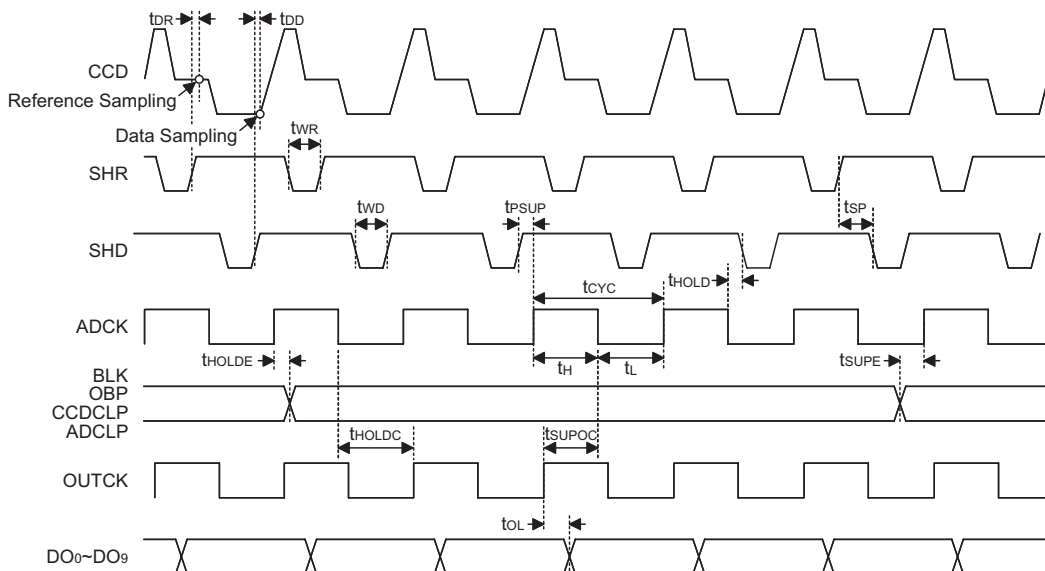 tDR
tDD
CCD
Reference Sampling
Data Sampling
tWR
SHR
tWD
tPSUP
tSP
SHD
tHOLD
tCYC
ADCK
tHOLDE
tH
tL
tSUPE
BLK
OBP
CCDCLP
ADCLP
tHOLDC
tSUPOC
OUTCK
tOL
DO0~DO9